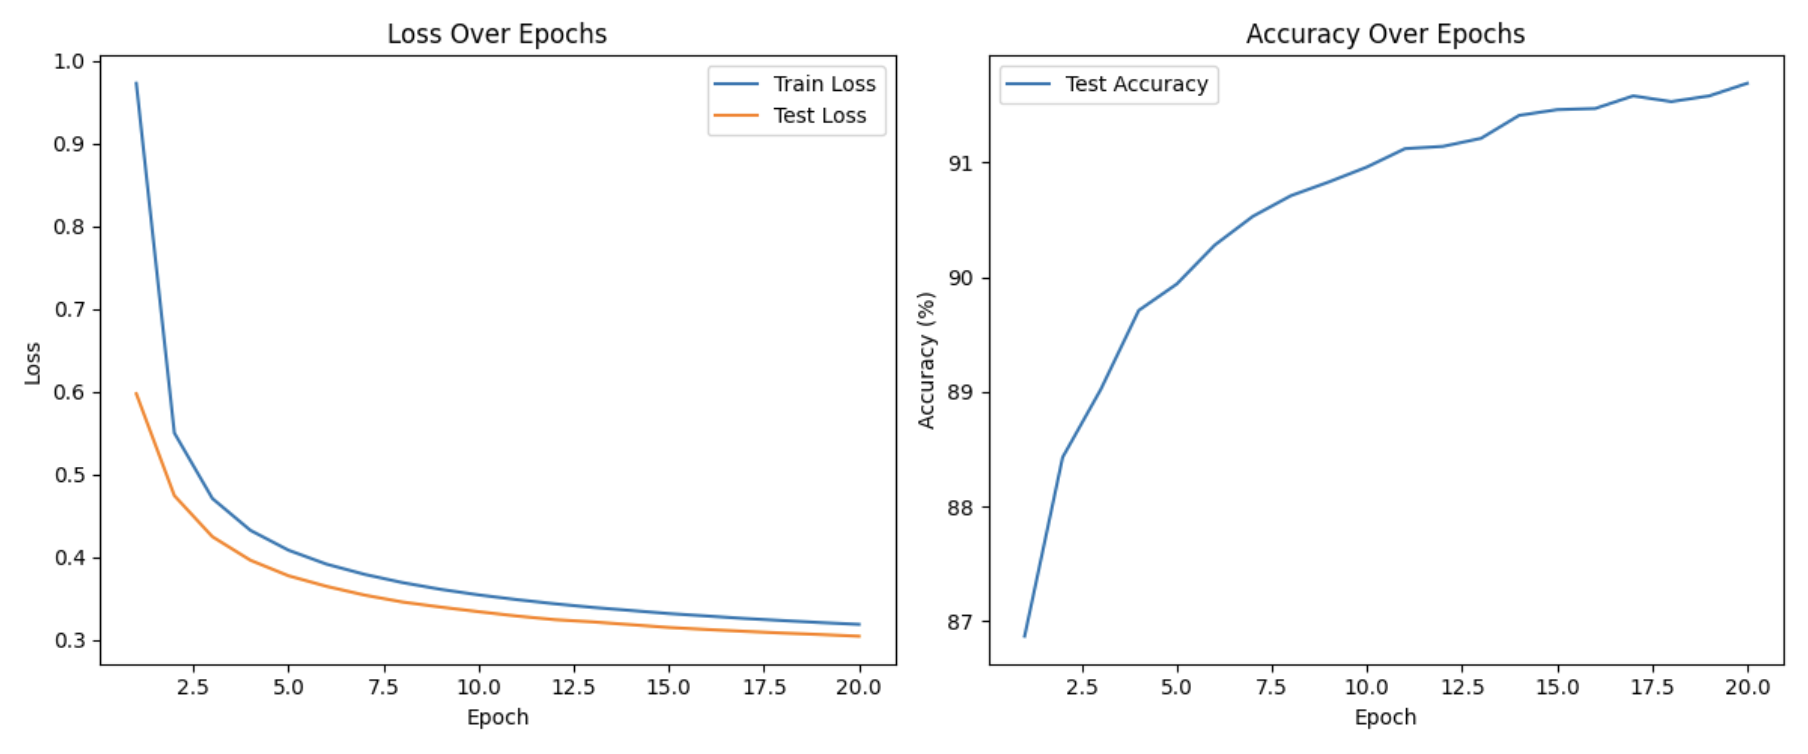 Loss Over Epochs
Train Loss
Test Loss
1.0
0.9
0.8
0.7
0.6
0.5
0.4
0.3
Loss
2.5 5.0 7.5 10.0 12.5 15.0 17.5 20.0
Epoch
Accuracy Over Epochs
Test Accuracy
91
90
89
88
87
Accuracy (%)
2.5 5.0 7.5 10.0 12.5 15.0 17.5 20.0
Epoch